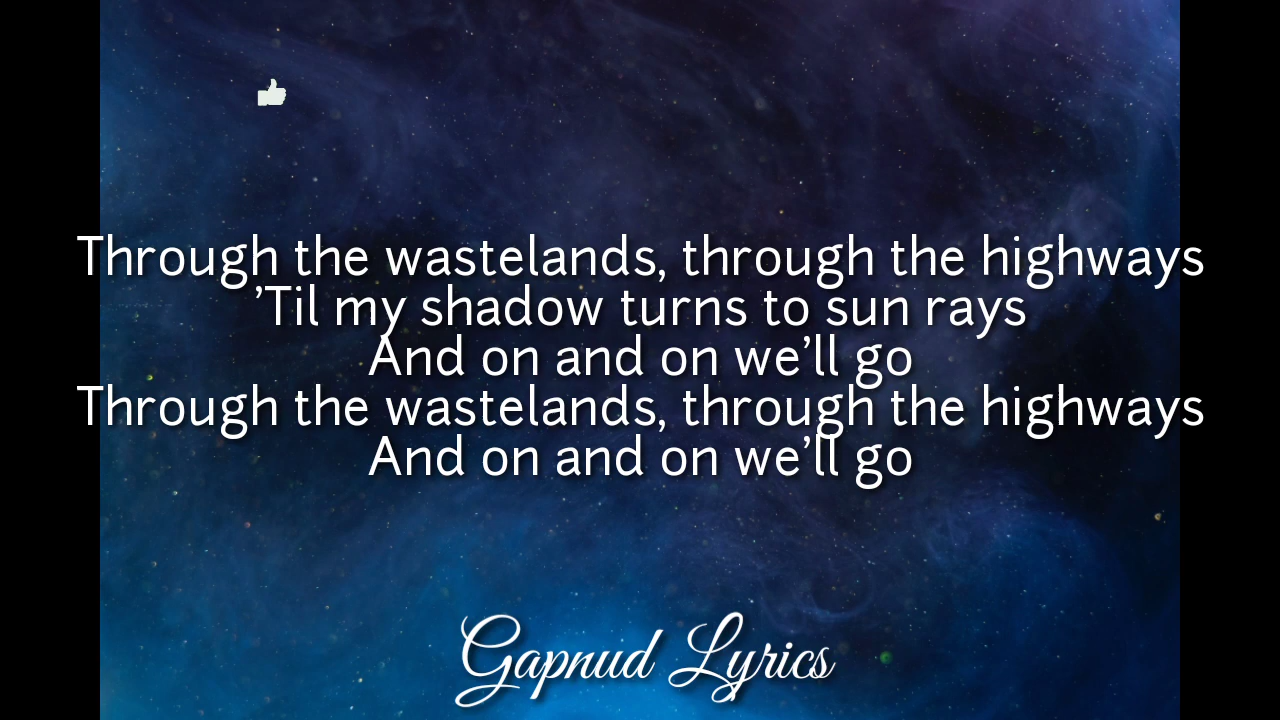 Through the wastelands, through the highways
’Til my shadow turns to sun rays
And on and on we’ll go
Through the wastelands, through the highways
And on and on we’ll go
Gapnud Lyrics